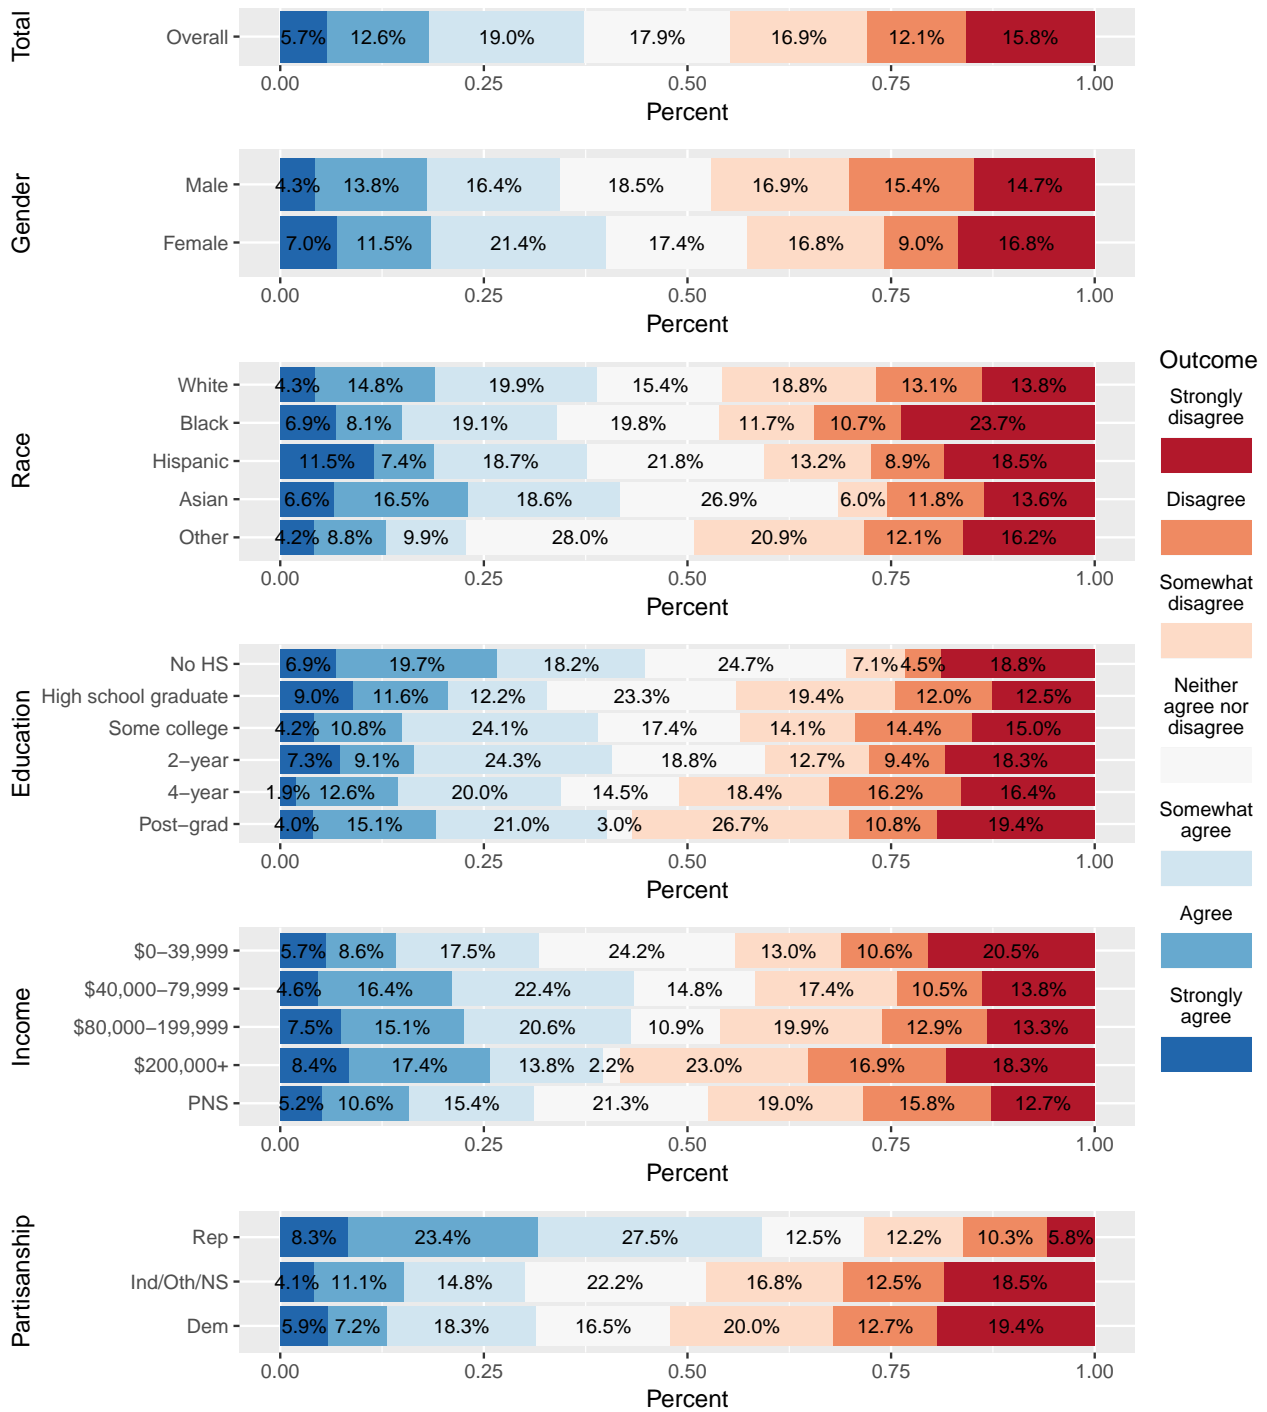 Total
Overall
5.7% 12.6% 19.0% 17.9% 16.9% 12.1% 15.8%
0.00 0.25 0.50 0.75 1.00
Percent
Gender
Male
4.3% 13.8% 16.4% 18.5% 16.9% 15.4% 14.7%
Female
7.0% 11.5% 21.4% 17.4% 16.8% 9.0% 16.8%
0.00 0.25 0.50 0.75 1.00
Percent
Race
White
4.3% 14.8% 19.9% 15.4% 18.8% 13.1% 13.8%
Black
6.9% 8.1% 19.1% 19.8% 11.7% 10.7% 23.7%
Hispanic
11.5% 7.4% 18.7% 21.8% 13.2% 8.9% 18.5%
Asian
6.6% 16.5% 18.6% 26.9% 6.0% 11.8% 13.6%
Other
4.2% 8.8% 9.9% 28.0% 20.9% 12.1% 16.2%
0.00 0.25 0.50 0.75 1.00
Percent
Education
No HS
6.9% 19.7% 18.2% 24.7% 7.1% 4.5% 18.8%
High school graduate
9.0% 11.6% 12.2% 23.3% 19.4% 12.0% 12.5%
Some college
4.2% 10.8% 24.1% 17.4% 14.1% 14.4% 15.0%
2−year
7.3% 9.1% 24.3% 18.8% 12.7% 9.4% 18.3%
4−year
1.9% 12.6% 20.0% 14.5% 18.4% 16.2% 16.4%
Post−grad
4.0% 15.1% 21.0% 3.0% 26.7% 10.8% 19.4%
0.00 0.25 0.50 0.75 1.00
Percent
Income
$0−39,999
5.7% 8.6% 17.5% 24.2% 13.0% 10.6% 20.5%
$40,000−79,999
4.6% 16.4% 22.4% 14.8% 17.4% 10.5% 13.8%
$80,000−199,999
7.5% 15.1% 20.6% 10.9% 19.9% 12.9% 13.3%
$200,000+
8.4% 17.4% 13.8% 2.2% 23.0% 16.9% 18.3%
PNS
5.2% 10.6% 15.4% 21.3% 19.0% 15.8% 12.7%
0.00 0.25 0.50 0.75 1.00
Percent
Partisanship
Rep
8.3% 23.4% 27.5% 12.5% 12.2% 10.3% 5.8%
Ind/Oth/NS
4.1% 11.1% 14.8% 22.2% 16.8% 12.5% 18.5%
Dem
5.9% 7.2% 18.3% 16.5% 20.0% 12.7% 19.4%
0.00 0.25 0.50 0.75 1.00
Percent
Outcome
Strongly
disagree
Disagree
Somewhat
disagree
Neither
agree nor
disagree
Somewhat
agree
Agree
Strongly
agree